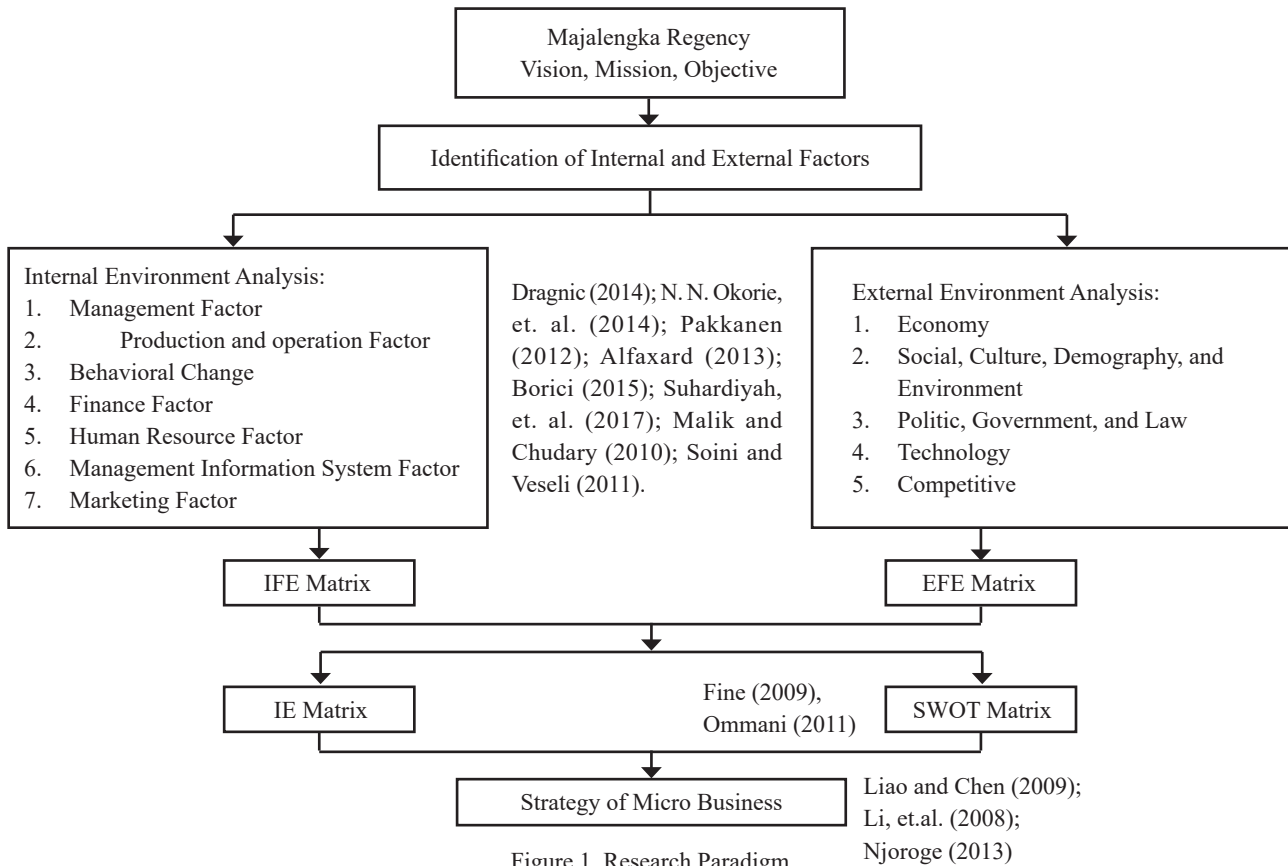 Majalengka Regency
Vision, Mission, Objective
Identification of Internal and External Factors
Internal Environment Analysis:
1. Management Factor
2. Production and operation Factor
3. Behavioral Change
4. Finance Factor
5. Human Resource Factor
6. Management Information System Factor
7. Marketing Factor
Dragnic (2014); N. N. Okorie,
et. al. (2014); Pakkanen
(2012); Alfaxard (2013);
Borici (2015); Suhardiyah,
et. al. (2017); Malik and
Chudary (2010); Soini and
Veseli (2011).
External Environment Analysis:
1. Economy
2. Social, Culture, Demography, and
Environment
3. Politic, Government, and Law
4. Technology
5. Competitive
IFE Matrix
EFE Matrix
IE Matrix
Fine (2009),
Ommani (2011)
SWOT Matrix
Strategy of Micro Business
Liao and Chen (2009);
Li, et.al. (2008);
Njoroge (2013)
Figure 1. Research Paradigm